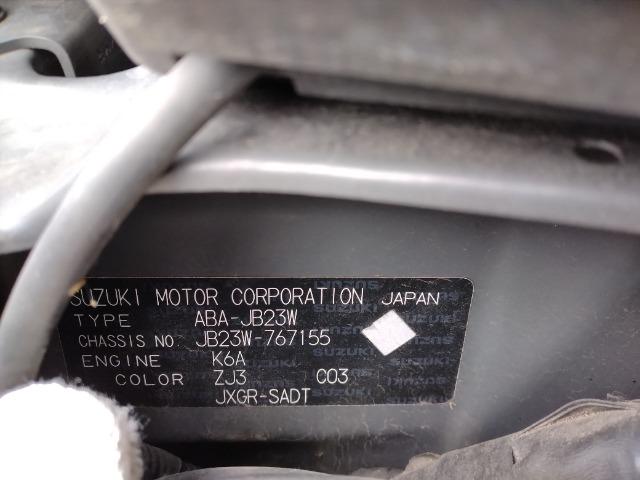 SUZUKI MOTOR CORPORATION JAPAN
TYPE ABA-JB23W
CHASSIS NO. JB23W-767155
ENGINE K6A
COLOR ZJ3 C03
JXGR-SADT